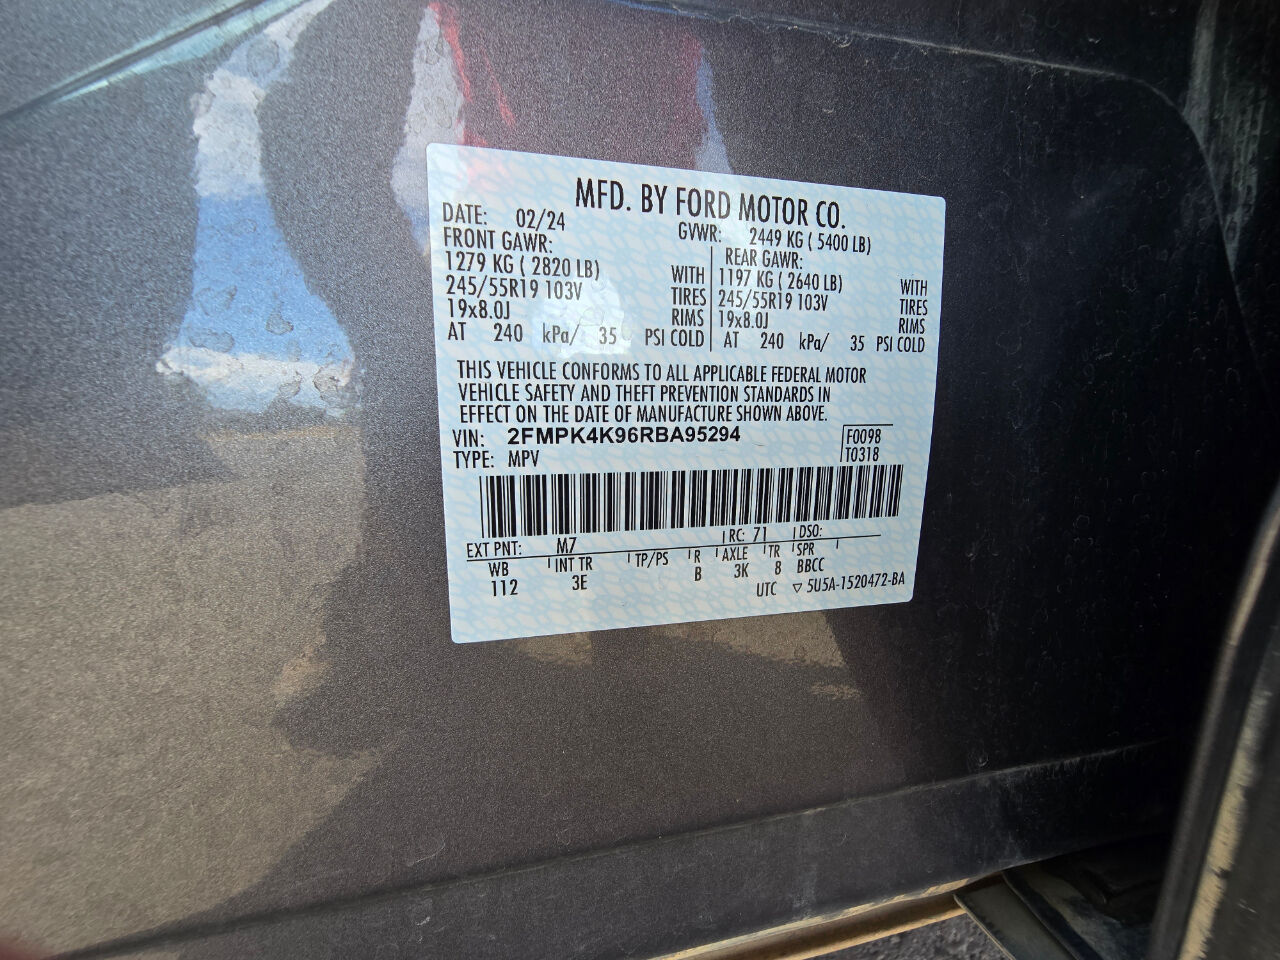 MFD. BY FORD MOTOR CO.
DATE: 02/24 GVWR: 2449 KG ( 5400 LB)
FRONT GAWR: REAR GAWR:
1279 KG ( 2820 LB) WITH 1197 KG ( 2640 LB) WITH
245/55R19 103V TIRES 245/55R19 103V TIRES
19x8.0J RIMS 19x8.0J RIMS
AT 240 kPa/ 35 PSI COLD AT 240 kPa/ 35 PSI COLD
THIS VEHICLE CONFORMS TO ALL APPLICABLE FEDERAL MOTOR
VEHICLE SAFETY AND THEFT PREVENTION STANDARDS IN
EFFECT ON THE DATE OF MANUFACTURE SHOWN ABOVE.
VIN: 2FMPK4K96RBA95294 F0098
TYPE: MPV T0318
EXT PNT: M7 RC: 71 DSO:
WB INT TR TP/PS R AXLE TR SPR
112 3E B 3K 8 BBCC
UTC ▽ 5U5A-1520472-BA